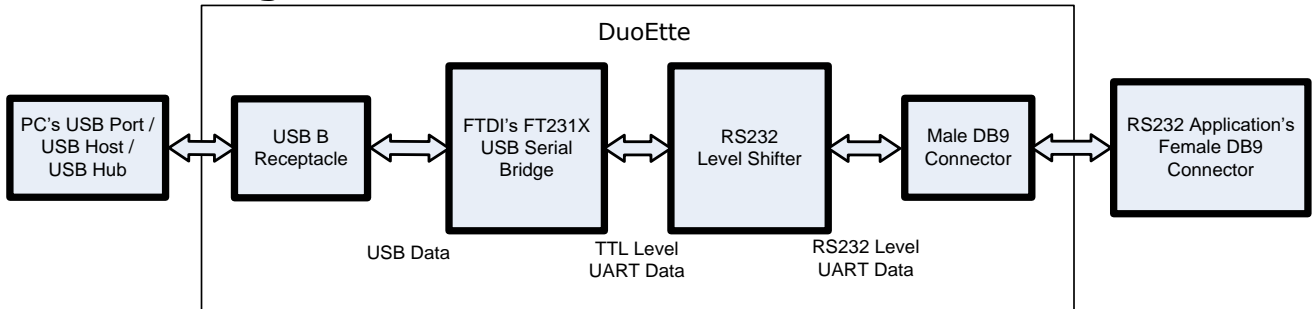 DuoEtte
PC's USB Port /
USB Host /
USB Hub
USB B
Receptacle
FTDI's FT231X
USB Serial
Bridge
RS232
Level Shifter
Male DB9
Connector
RS232 Application's
Female DB9
Connector
USB Data
TTL Level
UART Data
RS232 Level
UART Data